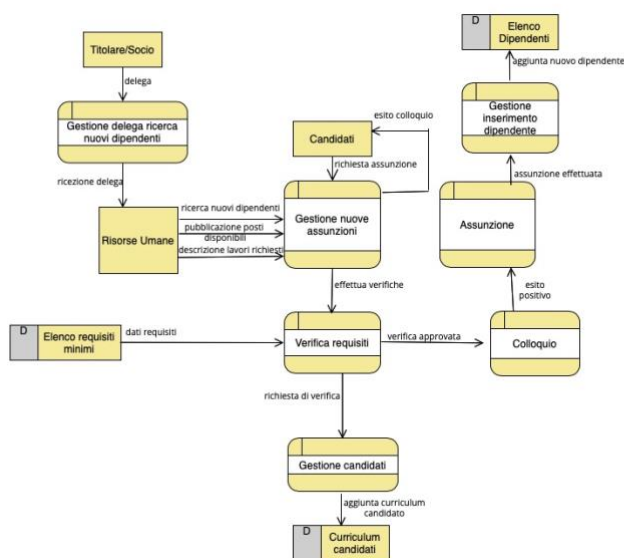 D
Elenco
Dipendenti
Titolare/Socio
aggiunta nuovo dipendente
delega
esito colloquio
Gestione
inserimento
dipendente
Gestione delega ricerca
nuovi dipendenti
Candidati
richiesta assunzione
assunzione effettuata
ricezione delega
ricerca nuovi dipendenti
Risorse Umane
pubblicazione posti
disponibili
descrizione lavori richiesti
Gestione nuove
assunzioni
Assunzione
effettua verifiche
esito
positivo
D
Elenco requisiti
minimi
dati requisiti
Verifica requisiti
verifica approvata
Colloquio
richiesta di verifica
Gestione candidati
aggiunta curriculum
candidato
D
Curriculum
candidati